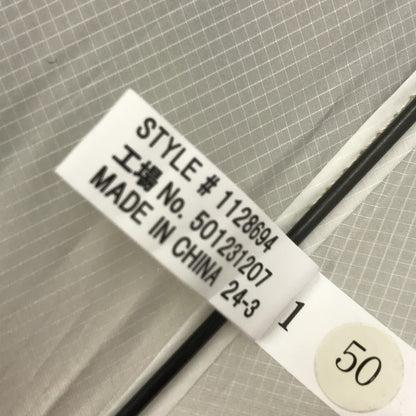 STYLE # 1128694
工場 No. 501231207
MADE IN CHINA 24-3
1
50